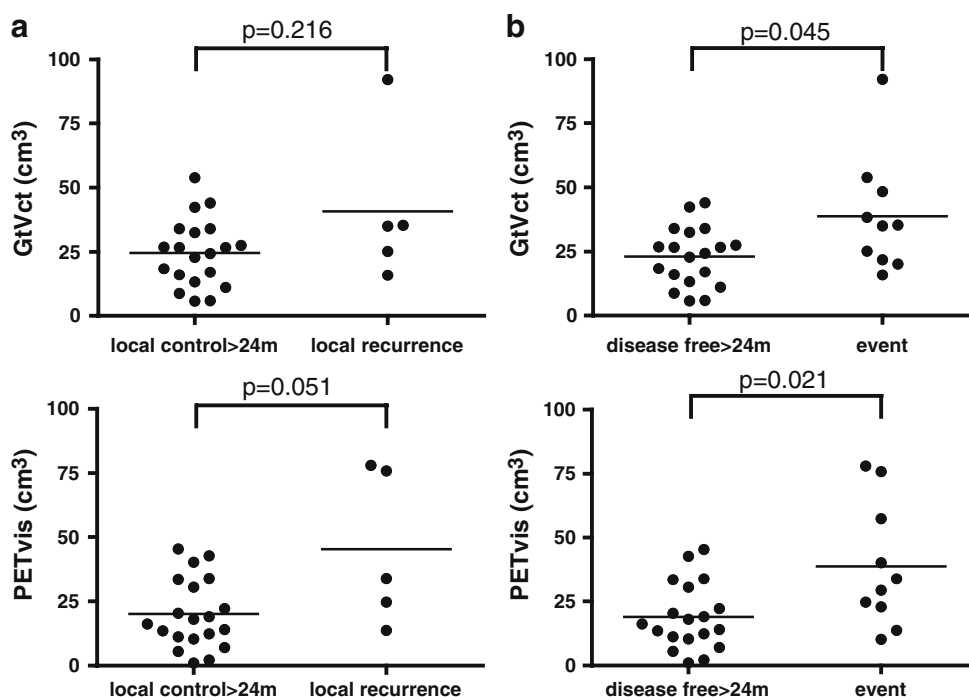 a
p=0.216
GtVct (cm³)
100
75
50
25
0
local control>24m local recurrence
b
p=0.045
GtVct (cm³)
100
75
50
25
0
disease free>24m event
p=0.051
PETvis (cm³)
100
75
50
25
0
local control>24m local recurrence
p=0.021
PETvis (cm³)
100
75
50
25
0
disease free>24m event